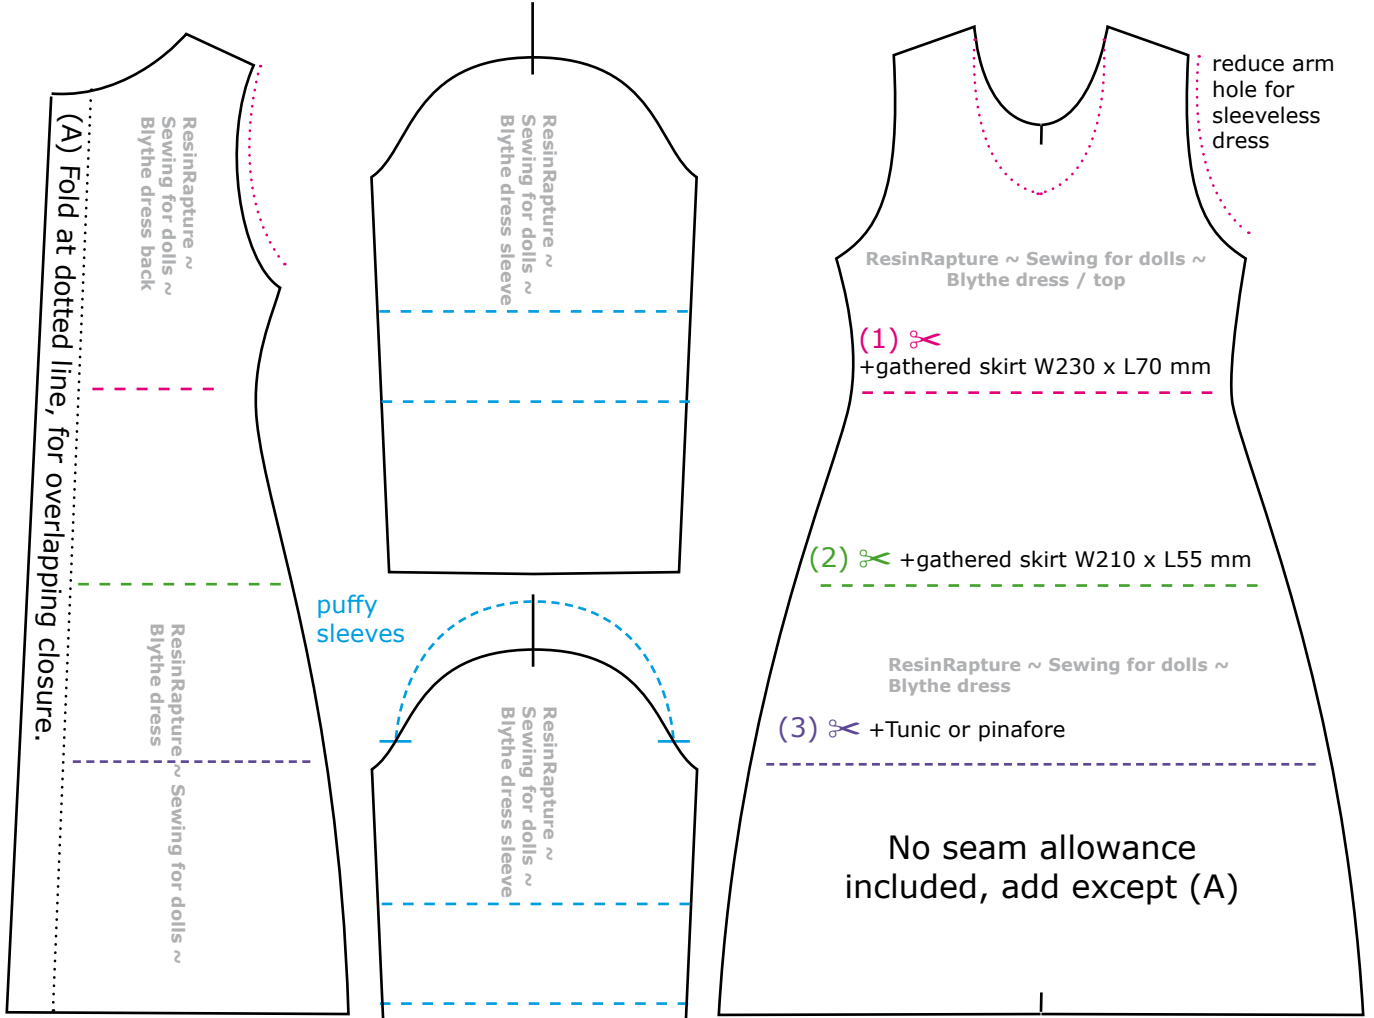 (A) Fold at dotted line, for overlapping closure.
ResinRapture ~
Sewing for dolls ~
Blythe dress back
ResinRapture ~ Sewing for dolls ~
Blythe dress
ResinRapture ~
Sewing for dolls ~
Blythe dress sleeve
puffy
sleeves
ResinRapture ~
Sewing for dolls ~
Blythe dress sleeve
reduce arm
hole for
sleeveless
dress
ResinRapture ~ Sewing for dolls ~
Blythe dress / top
(1) ✂
+gathered skirt W230 x L70 mm
(2) ✂ +gathered skirt W210 x L55 mm
ResinRapture ~ Sewing for dolls ~
Blythe dress
(3) ✂ +Tunic or pinafore
No seam allowance
included, add except (A)